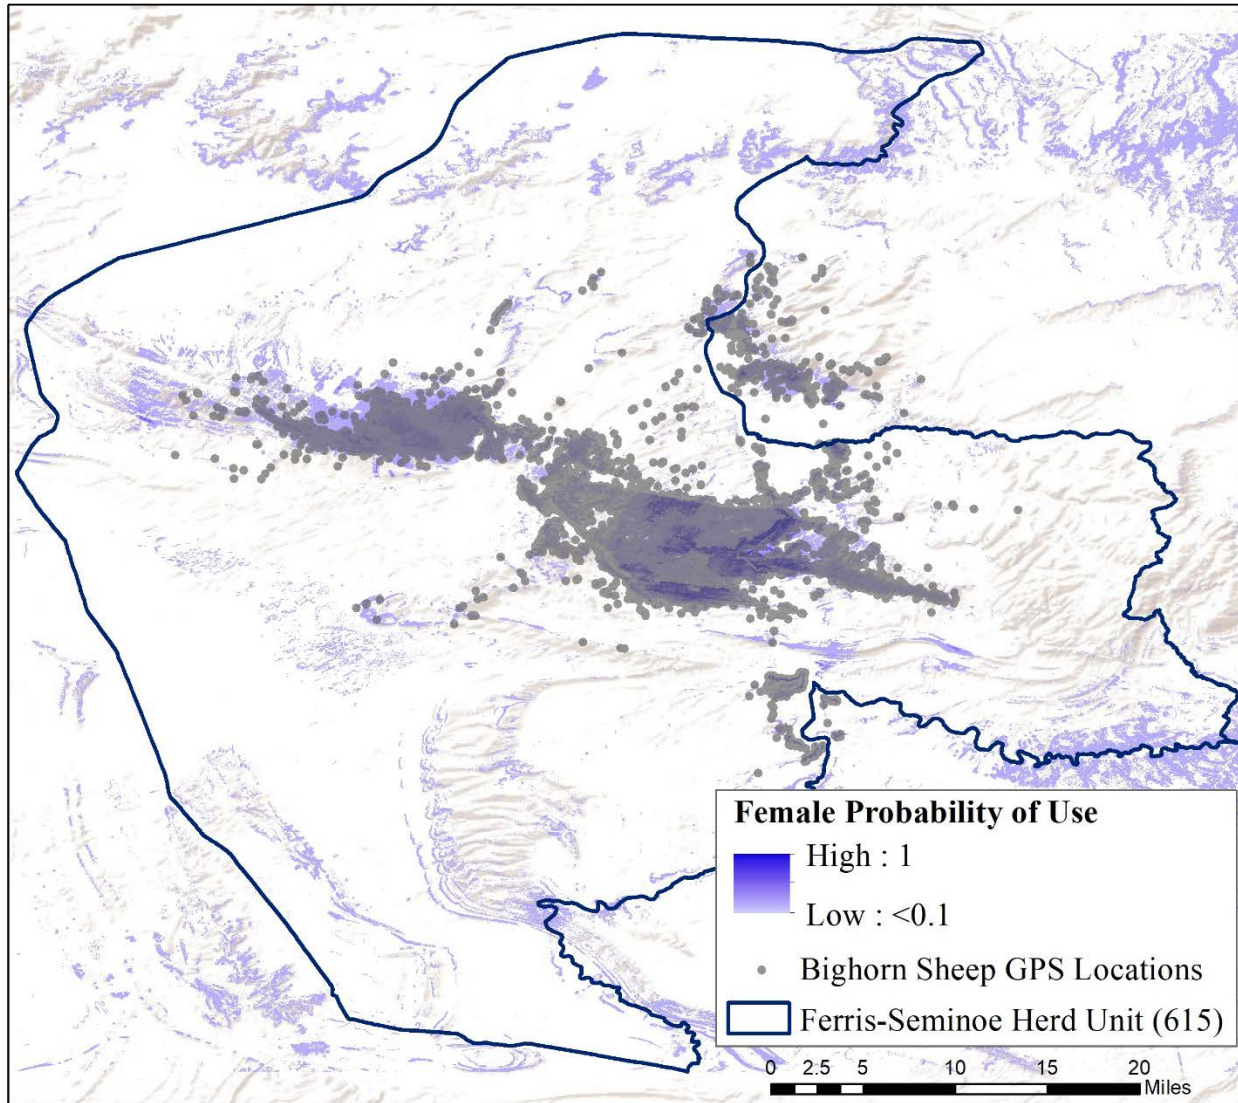 Female Probability of Use
High : 1
Low : <0.1
Bighorn Sheep GPS Locations
Ferris-Seminoe Herd Unit (615)
0 2.5 5 10 15 20
Miles